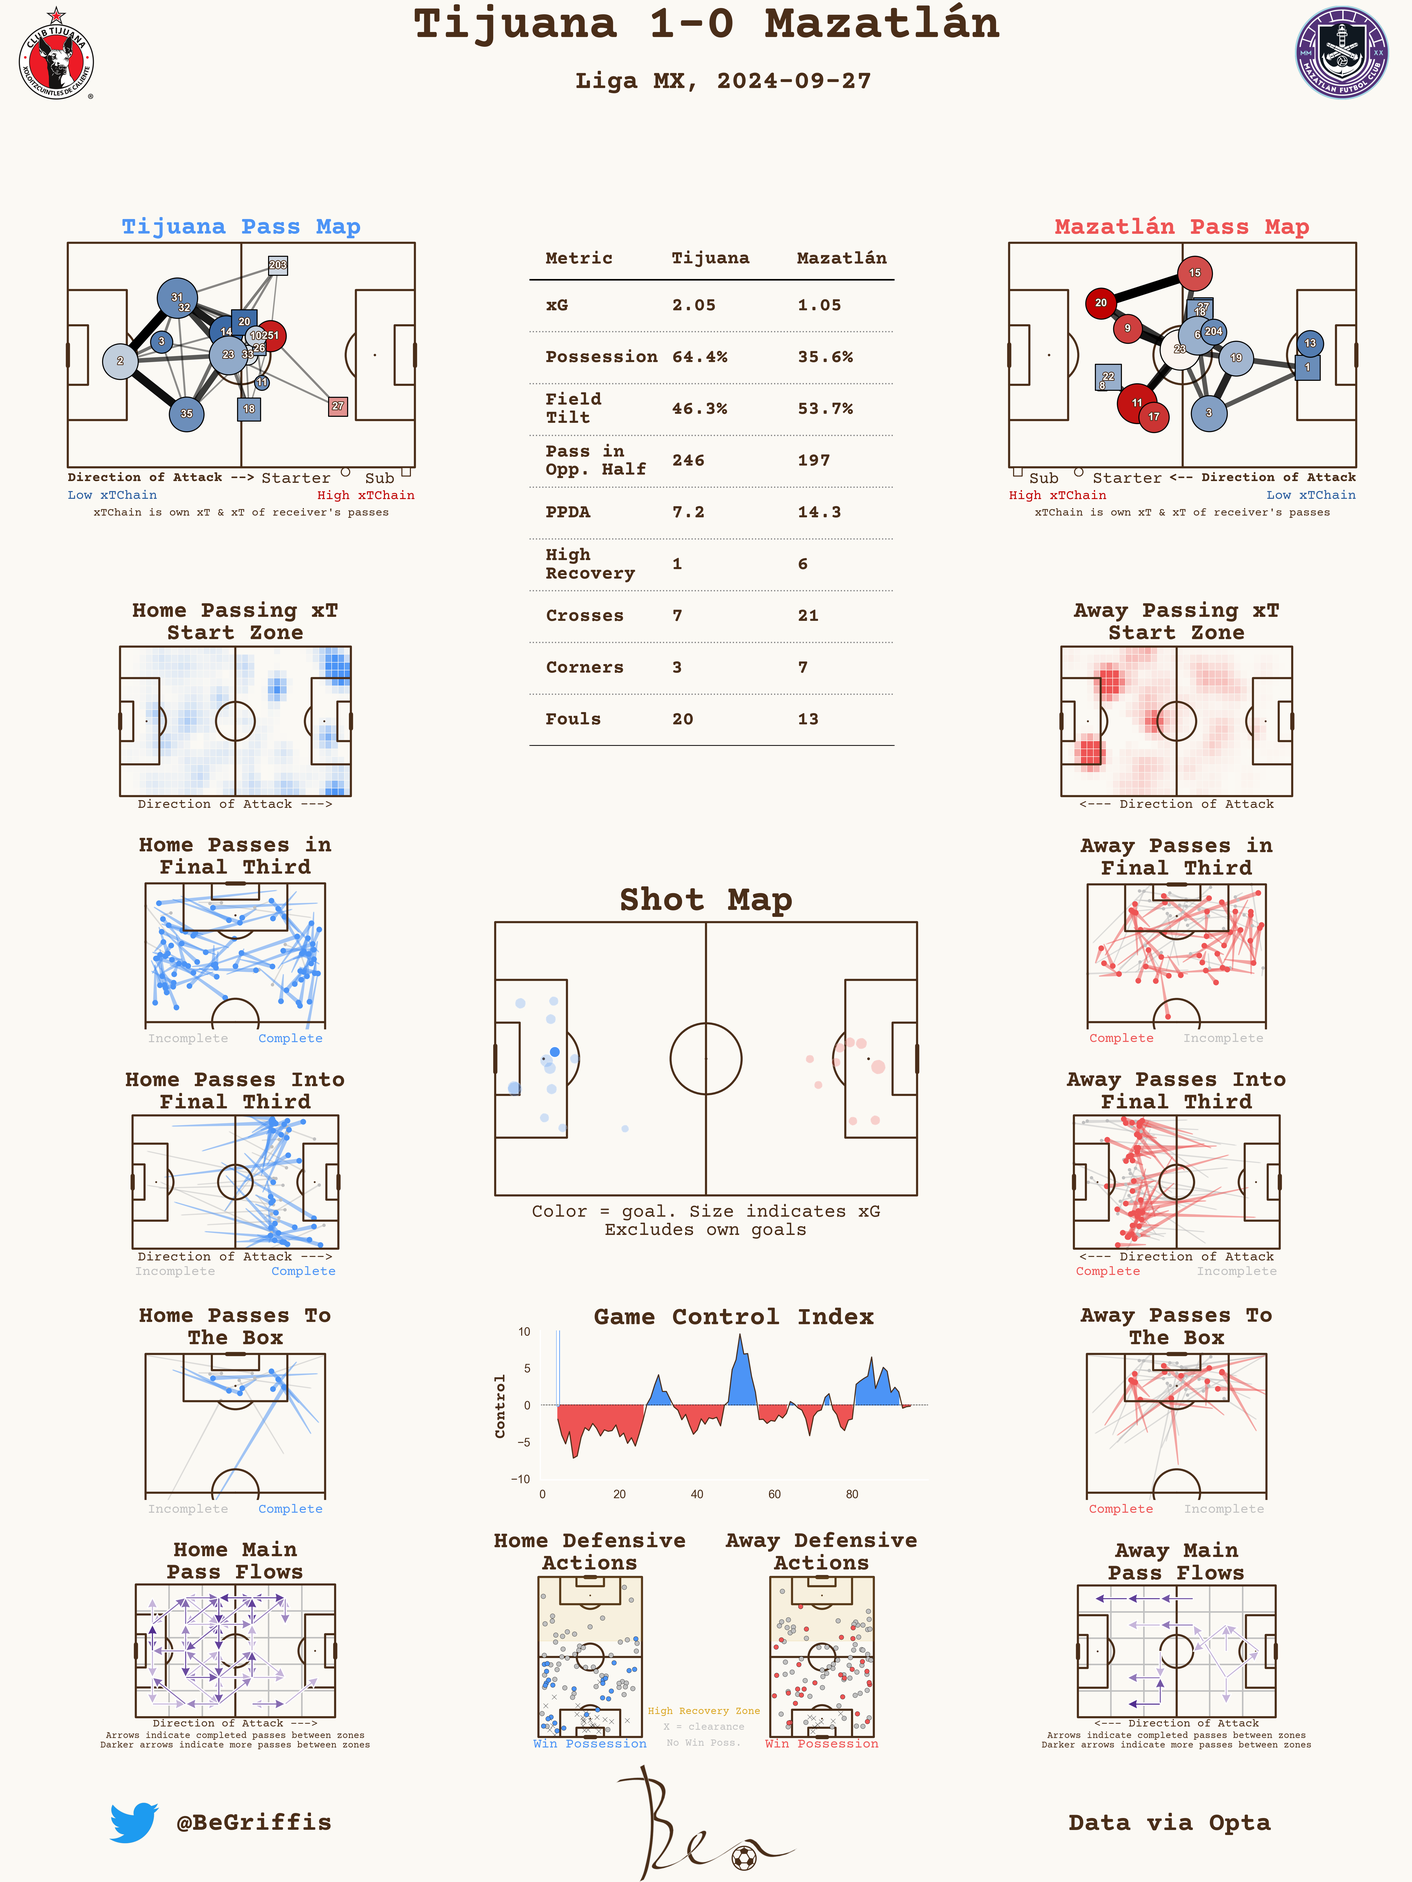 Tijuana 1-0 Mazatlán
Liga MX, 2024-09-27
CLUB TIJUANA
XOLOITZCUINTLES DE CALIENTE
®
MM XX
MAZATLAN FUTBOL CLUB
Tijuana Pass Map
31
32
203
20
14
3
10
251
26
2
23
33
11
18
27
35
Direction of Attack --> Starter Sub
Low xTChain High xTChain
xTChain is own xT & xT of receiver's passes
Metric Tijuana Mazatlán
xG 2.05 1.05
Possession 64.4% 35.6%
Field
Tilt 46.3% 53.7%
Pass in
Opp. Half 246 197
PPDA 7.2 14.3
High
Recovery 1 6
Crosses 7 21
Corners 3 7
Fouls 20 13
Mazatlán Pass Map
15
20
27
18
9
6
204
13
23
19
1
22
8
11
17
3
Sub Starter <-- Direction of Attack
High xTChain Low xTChain
xTChain is own xT & xT of receiver's passes
Home Passing xT
Start Zone
Direction of Attack --->
Away Passing xT
Start Zone
<--- Direction of Attack
Home Passes in
Final Third
Incomplete Complete
Away Passes in
Final Third
Complete Incomplete
Shot Map
Color = goal. Size indicates xG
Excludes own goals
Home Passes Into
Final Third
Direction of Attack --->
Incomplete Complete
Away Passes Into
Final Third
<--- Direction of Attack
Complete Incomplete
Home Passes To
The Box
Incomplete Complete
Game Control Index
Control
10
5
0
−5
−10
0 20 40 60 80
Away Passes To
The Box
Complete Incomplete
Home Main
Pass Flows
Direction of Attack --->
Arrows indicate completed passes between zones
Darker arrows indicate more passes between zones
Home Defensive
Actions
Win Possession
High Recovery Zone
X = clearance
No Win Poss.
Away Defensive
Actions
Win Possession
Away Main
Pass Flows
<--- Direction of Attack
Arrows indicate completed passes between zones
Darker arrows indicate more passes between zones
@BeGriffis
Ben
Data via Opta